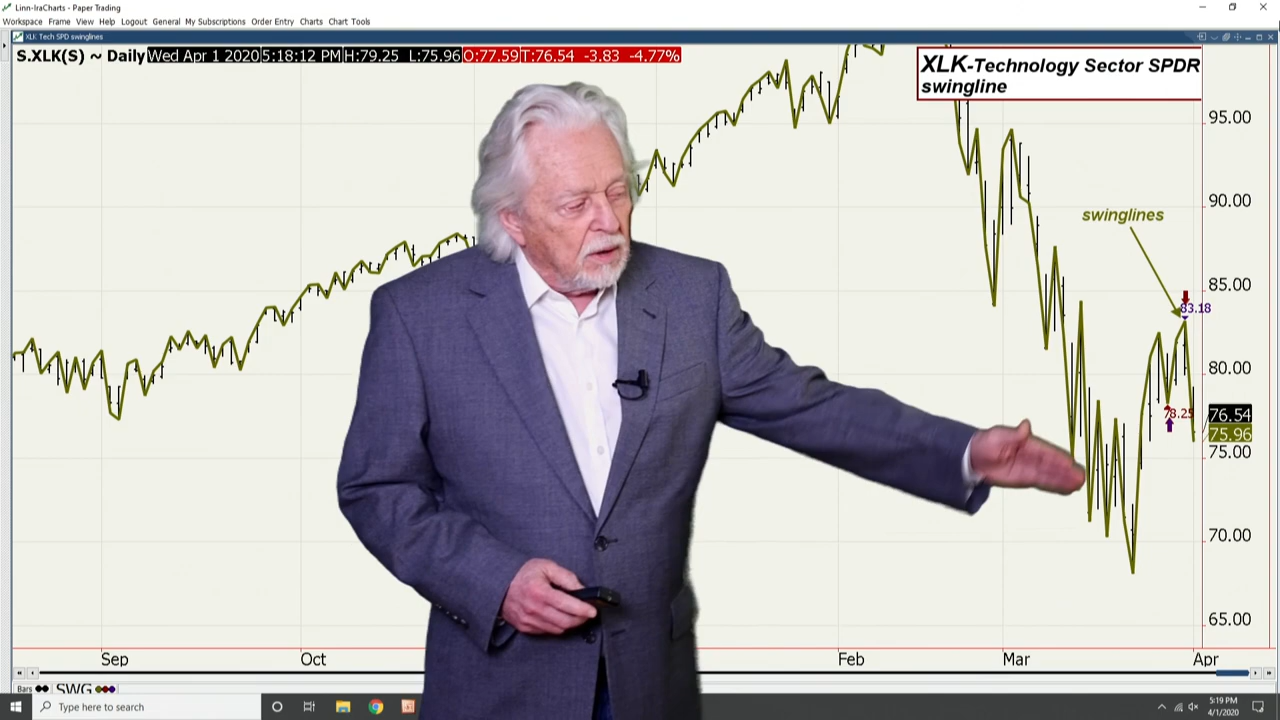 Linn-IraCharts - Paper Trading
Workspace Frame View Help Logout General My Subscriptions Order Entry Charts Chart Tools
XLK Tech SPD swinglines
S.XLK(S) ~ Daily Wed Apr 1 2020 5:18:12 PM H:79.25 L:75.96 O:77.59 T:76.54 -3.83 -4.77%
XLK-Technology Sector SPDR
swingline
95.00
90.00
swinglines
85.00
83.18
80.00
78.25
76.54
75.96
75.00
70.00
65.00
Sep Oct Feb Mar Apr
Bars SWG
Type here to search
5:19 PM
4/1/2020